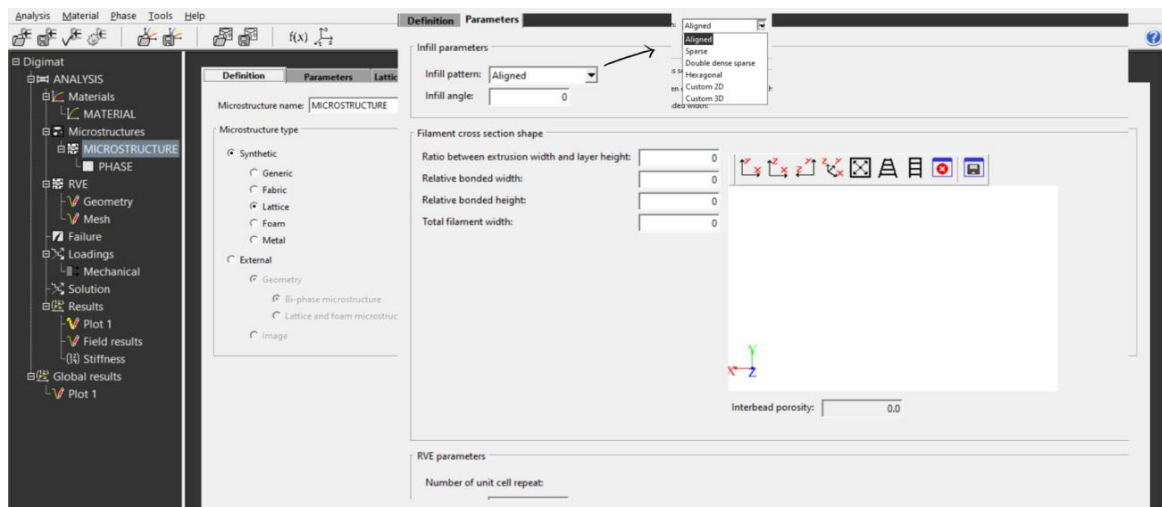 Analysis Material Phase Tools Help
f(x)
Digimat
ANALYSIS
Materials
MATERIAL
Microstructures
MICROSTRUCTURE
PHASE
RVE
Geometry
Mesh
Failure
Loadings
Mechanical
Solution
Results
Plot 1
Field results
Stiffness
Global results
Plot 1
Definition Parameters Lattic
Microstructure name: MICROSTRUCTURE
Microstructure type
Synthetic
Generic
Fabric
Lattice
Foam
Metal
External
Geometry
Bi-phase microstructure
Lattice and foam microstruc
Image
Definition Parameters
Infill parameters
Infill pattern: Aligned
Infill angle: 0
Aligned
Aligned
Sparse
Double dense sparse
Hexagonal
Custom 2D
Custom 3D
Filament cross section shape
Ratio between extrusion width and layer height: 0
Relative bonded width: 0
Relative bonded height: 0
Total filament width: 0
Y
X Z
Interbead porosity: 0.0
RVE parameters
Number of unit cell repeat: